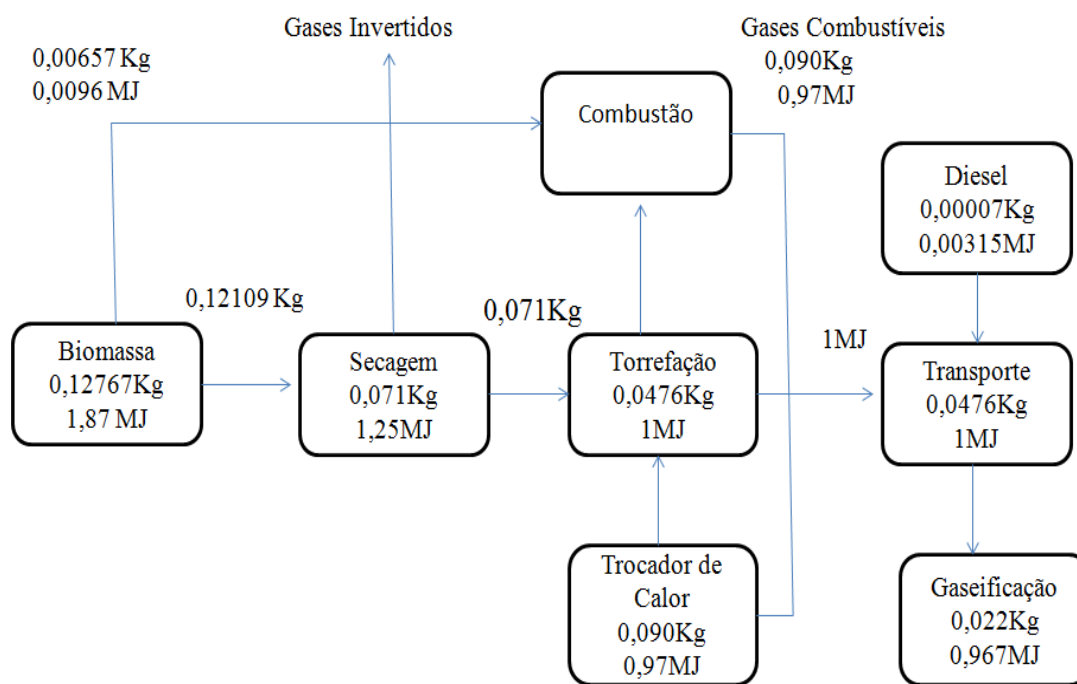 Gases Invertidos
Gases Combustíveis
0,00657 Kg
0,0096 MJ
0,090Kg
0,97MJ
Combustão
Diesel
0,00007Kg
0,00315MJ
0,12109 Kg
0,071Kg
1MJ
Biomassa
0,12767Kg
1,87 MJ
Secagem
0,071Kg
1,25MJ
Torrefação
0,0476Kg
1MJ
Transporte
0,0476Kg
1MJ
Trocador de
Calor
0,090Kg
0,97MJ
Gaseificação
0,022Kg
0,967MJ